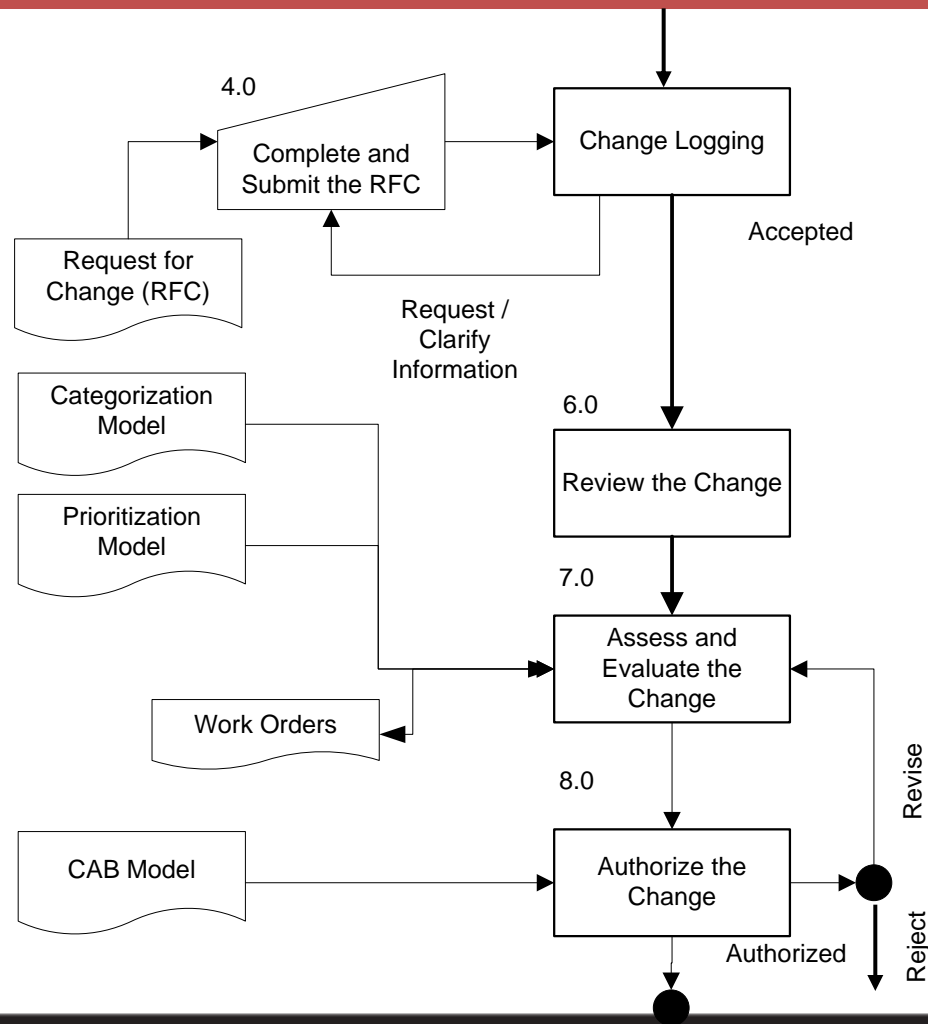 4.0
Complete and
Submit the RFC
Change Logging
Accepted
Request for
Change (RFC)
Request /
Clarify
Information
Categorization
Model
6.0
Review the Change
Prioritization
Model
7.0
Assess and
Evaluate the
Change
Work Orders
8.0
Revise
CAB Model
Authorize the
Change
Authorized
Reject